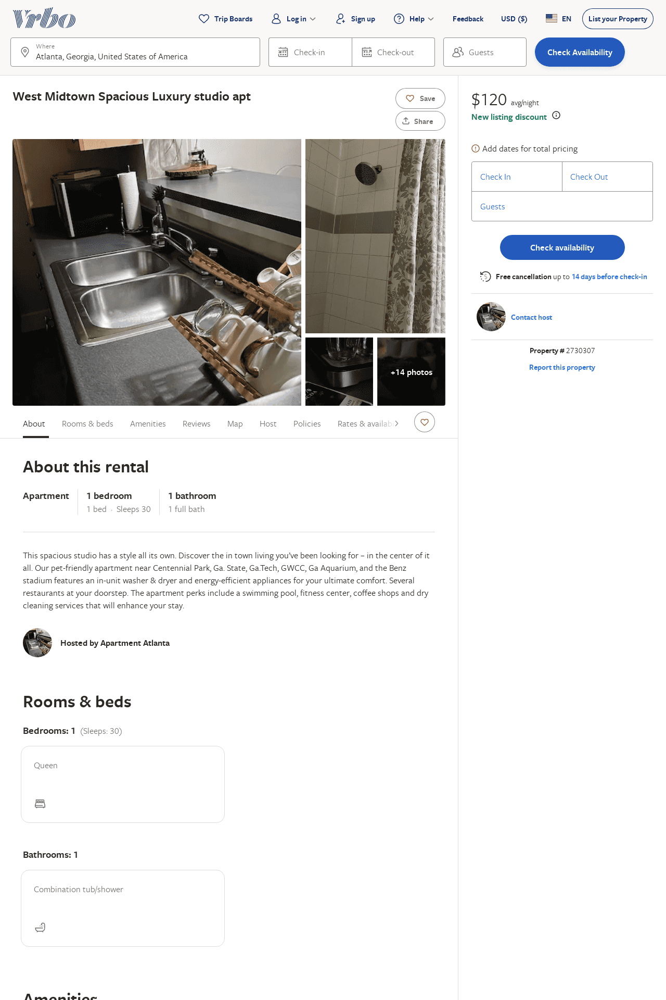 Vrbo
Trip Boards
Log in
Sign up
Help
Feedback
USD ($)
EN
List your Property
Where
Atlanta, Georgia, United States of America
Check-in
Check-out
Guests
Check Availability
West Midtown Spacious Luxury studio apt
Save
Share
+14 photos
$120 avg/night
New listing discount
Add dates for total pricing
Check In
Check Out
Guests
Check availability
Free cancellation up to 14 days before check-in
Contact host
Property # 2730307
Report this property
About
Rooms & beds
Amenities
Reviews
Map
Host
Policies
Rates & availabi
About this rental
Apartment
1 bedroom
1 bed · Sleeps 30
1 bathroom
1 full bath
This spacious studio has a style all its own. Discover the in town living you’ve been looking for – in the center of it
all. Our pet-friendly apartment near Centennial Park, Ga. State, Ga.Tech, GWCC, Ga Aquarium, and the Benz
stadium features an in-unit washer & dryer and energy-efficient appliances for your ultimate comfort. Several
restaurants at your doorstep. The apartment perks include a swimming pool, fitness center, coffee shops and dry
cleaning services that will enhance your stay.
Hosted by Apartment Atlanta
Rooms & beds
Bedrooms: 1 (Sleeps: 30)
Queen
Bathrooms: 1
Combination tub/shower
Amenities